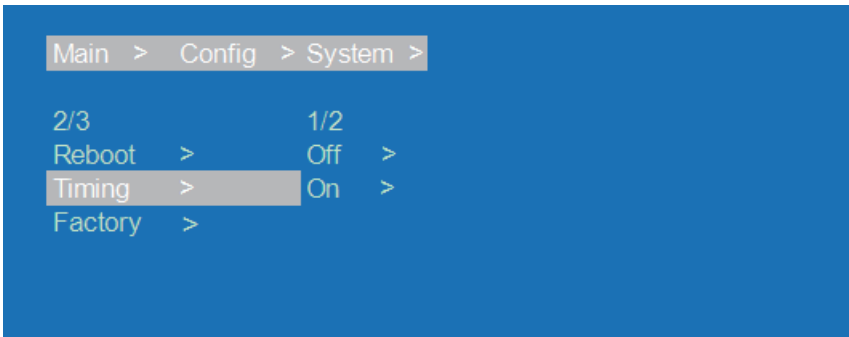 Main > Config > System >
2/3 1/2
Reboot > Off >
Timing > On >
Factory >